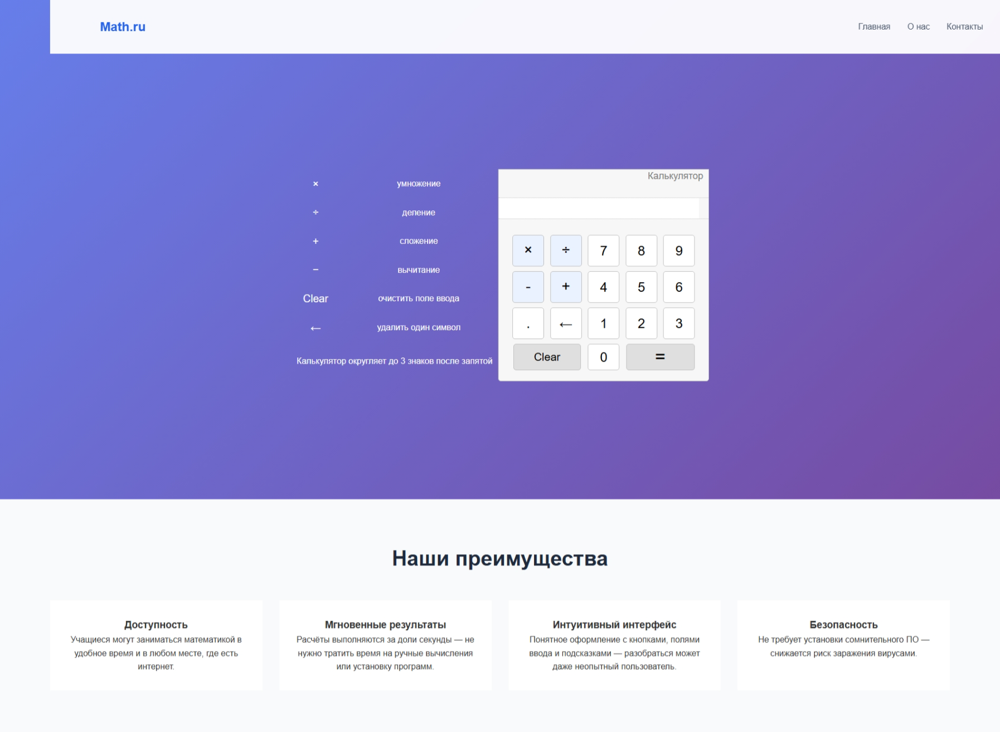 Math.ru
Главная О нас Контакты
× умножение
÷ деление
+ сложение
− вычитание
Clear очистить поле ввода
← удалить один символ
Калькулятор округляет до 3 знаков после запятой
Калькулятор
× ÷ 7 8 9
- + 4 5 6
. ← 1 2 3
Clear 0 =
Наши преимущества
Доступность
Учащиеся могут заниматься математикой в
удобное время и в любом месте, где есть
интернет.
Мгновенные результаты
Расчёты выполняются за доли секунды — не
нужно тратить время на ручные вычисления
или установку программ.
Интуитивный интерфейс
Понятное оформление с кнопками, полями
ввода и подсказками — разобраться может
даже неопытный пользователь.
Безопасность
Не требует установки сомнительного ПО —
снижается риск заражения вирусами.